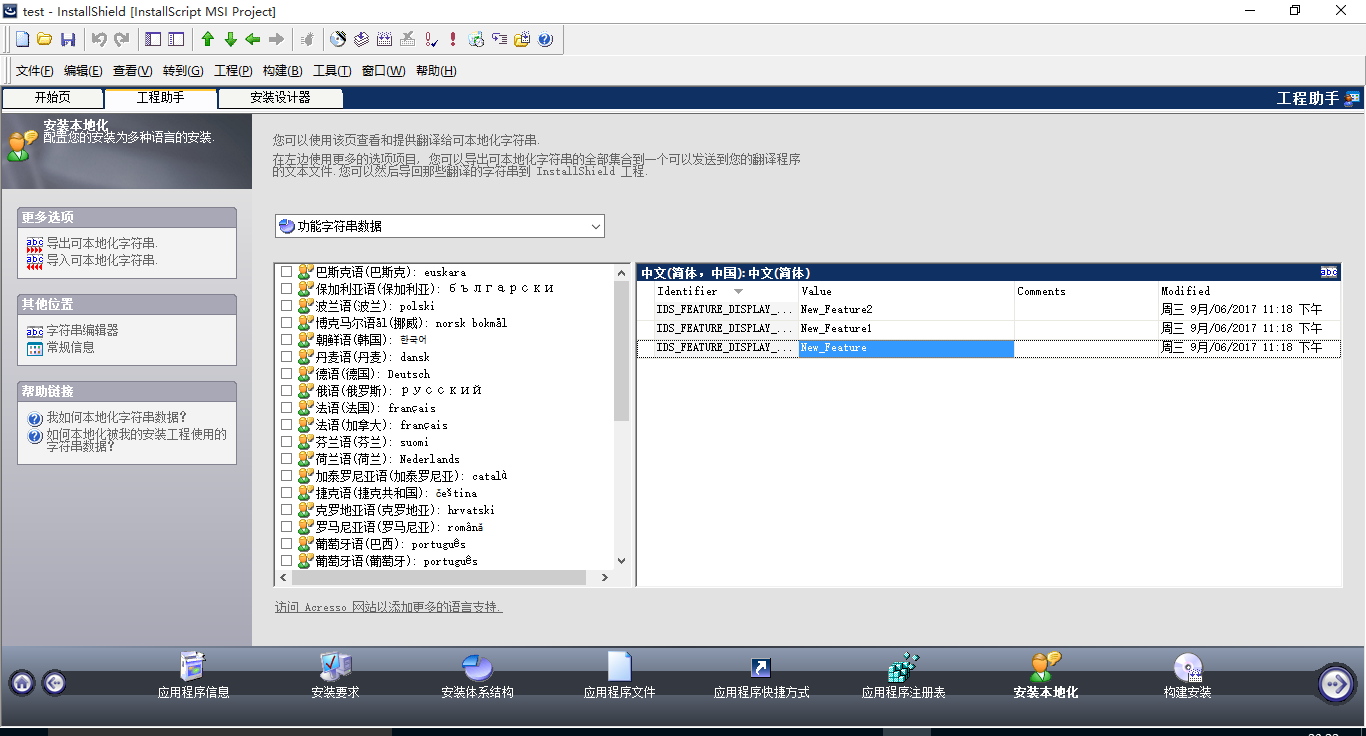 test - InstallShield [InstallScript MSI Project]
文件(F) 编辑(E) 查看(V) 转到(G) 工程(P) 构建(B) 工具(T) 窗口(W) 帮助(H)
开始页 工程助手 安装设计器 工程助手
安装本地化
配置您的安装为多种语言的安装.
更多选项
导出可本地化字符串.
导入可本地化字符串.
其他位置
字符串编辑器
常规信息
帮助链接
我如何本地化字符串数据?
如何本地化被我的安装工程使用的
字符串数据?
您可以使用该页查看和提供翻译给可本地化字符串.
在左边使用更多的选项项目, 您可以导出可本地化字符串的全部集合到一个可以发送到您的翻译程序
的文本文件. 您可以然后导回那些翻译的字符串到 InstallShield 工程.
功能字符串数据
巴斯克语(巴斯克): euskara
保加利亚语(保加利亚): български
波兰语(波兰): polski
博克马尔语ål(挪威): norsk bokmål
朝鲜语(韩国): 한국어
丹麦语(丹麦): dansk
德语(德国): Deutsch
俄语(俄罗斯): русский
法语(法国): français
法语(加拿大): français
芬兰语(芬兰): suomi
荷兰语(荷兰): Nederlands
加泰罗尼亚语(加泰罗尼亚): català
捷克语(捷克共和国): čeština
克罗地亚语(克罗地亚): hrvatski
罗马尼亚语(罗马尼亚): română
葡萄牙语(巴西): português
葡萄牙语(葡萄牙): português
中文(简体, 中国): 中文(简体) abc
Identifier Value Comments Modified
IDS_FEATURE_DISPLAY_... New_Feature2 周三 9月/06/2017 11:18 下午
IDS_FEATURE_DISPLAY_... New_Feature1 周三 9月/06/2017 11:18 下午
IDS_FEATURE_DISPLAY_... New_Feature 周三 9月/06/2017 11:18 下午
访问 Acresso 网站以添加更多的语言支持.
应用程序信息 安装要求 安装体系结构 应用程序文件 应用程序快捷方式 应用程序注册表 安装本地化 构建安装